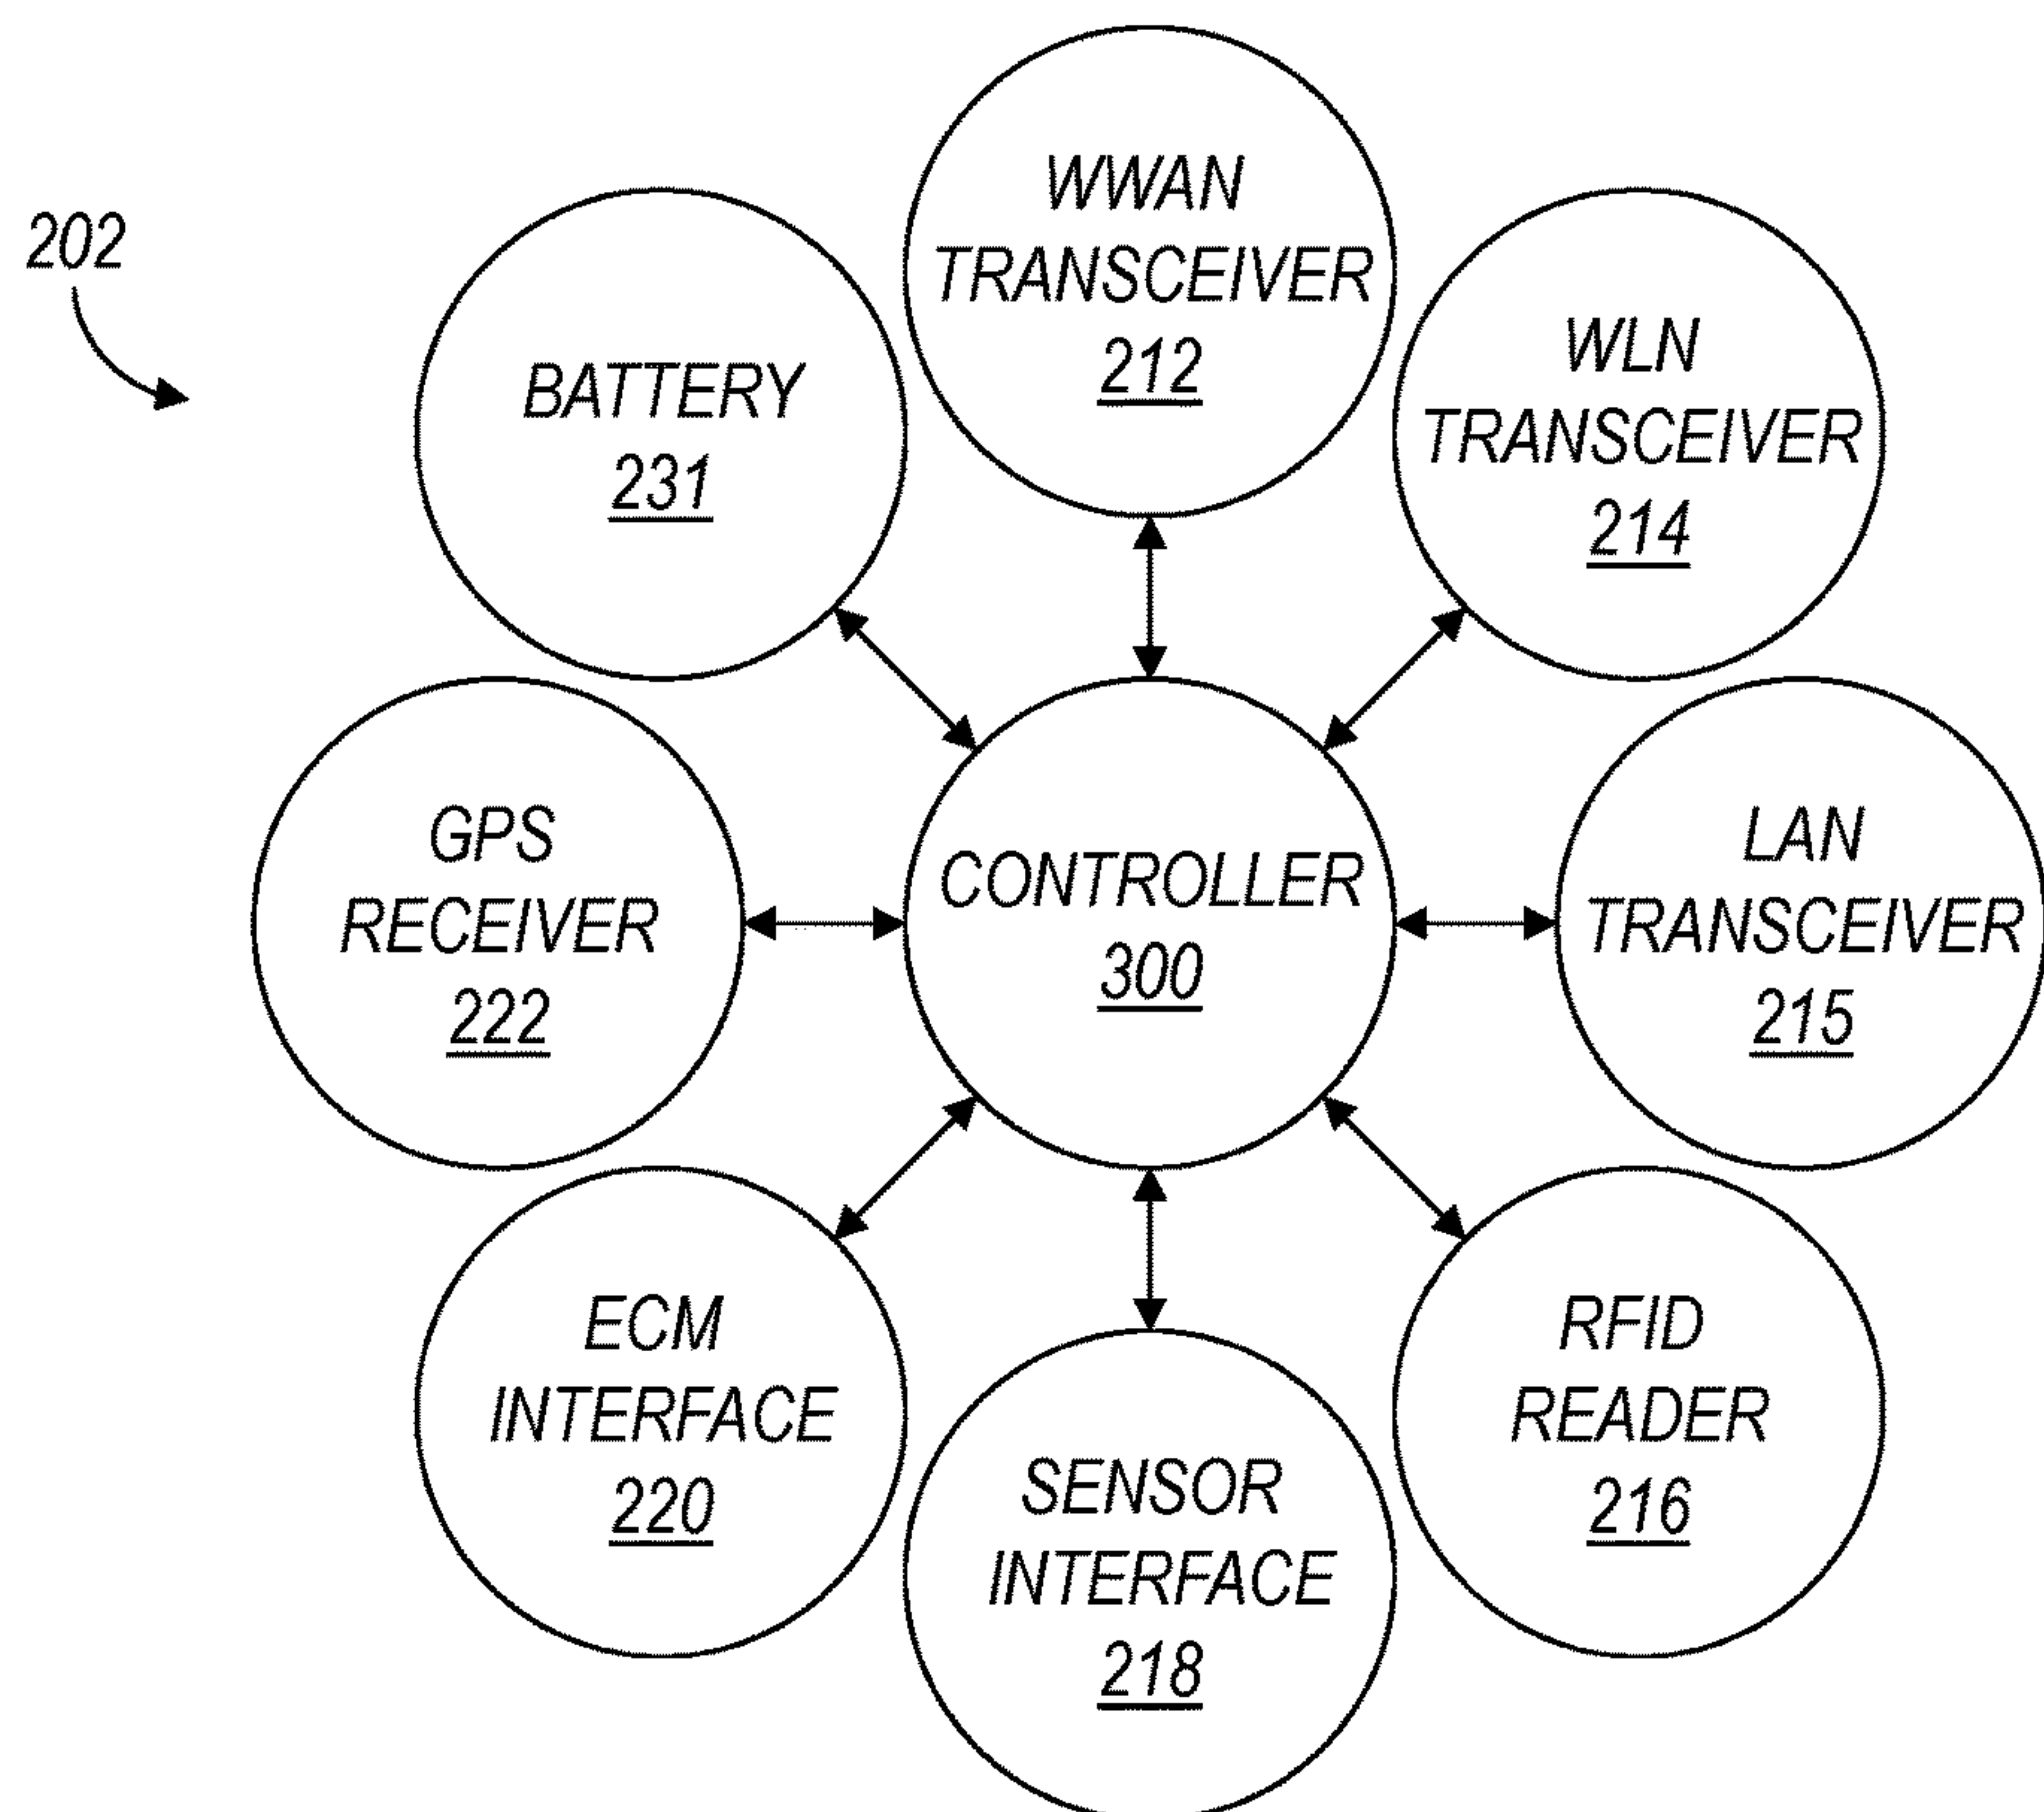 202
WWAN
TRANSCEIVER
212
WLN
TRANSCEIVER
214
BATTERY
231
GPS
RECEIVER
222
CONTROLLER
300
LAN
TRANSCEIVER
215
ECM
INTERFACE
220
SENSOR
INTERFACE
218
RFID
READER
216